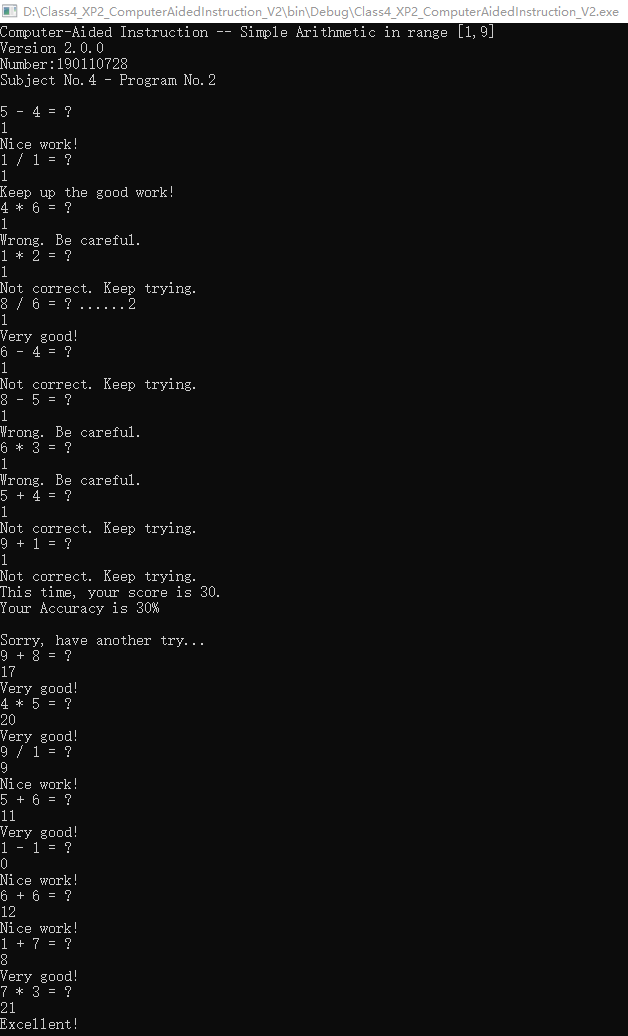 D:\Class4_XP2_ComputerAidedInstruction_V2\bin\Debug\Class4_XP2_ComputerAidedInstruction_V2.exe
Computer-Aided Instruction -- Simple Arithmetic in range [1,9]
Version 2.0.0
Number:190110728
Subject No.4 - Program No.2
5 - 4 = ?
1
Nice work!
1 / 1 = ?
1
Keep up the good work!
4 * 6 = ?
1
Wrong. Be careful.
1 * 2 = ?
1
Not correct. Keep trying.
8 / 6 = ? ......2
1
Very good!
6 - 4 = ?
1
Not correct. Keep trying.
8 - 5 = ?
1
Wrong. Be careful.
6 * 3 = ?
1
Wrong. Be careful.
5 + 4 = ?
1
Not correct. Keep trying.
9 + 1 = ?
1
Not correct. Keep trying.
This time, your score is 30.
Your Accuracy is 30%
Sorry, have another try...
9 + 8 = ?
17
Very good!
4 * 5 = ?
20
Very good!
9 / 1 = ?
9
Nice work!
5 + 6 = ?
11
Very good!
1 - 1 = ?
0
Nice work!
6 + 6 = ?
12
Nice work!
1 + 7 = ?
8
Very good!
7 * 3 = ?
21
Excellent!